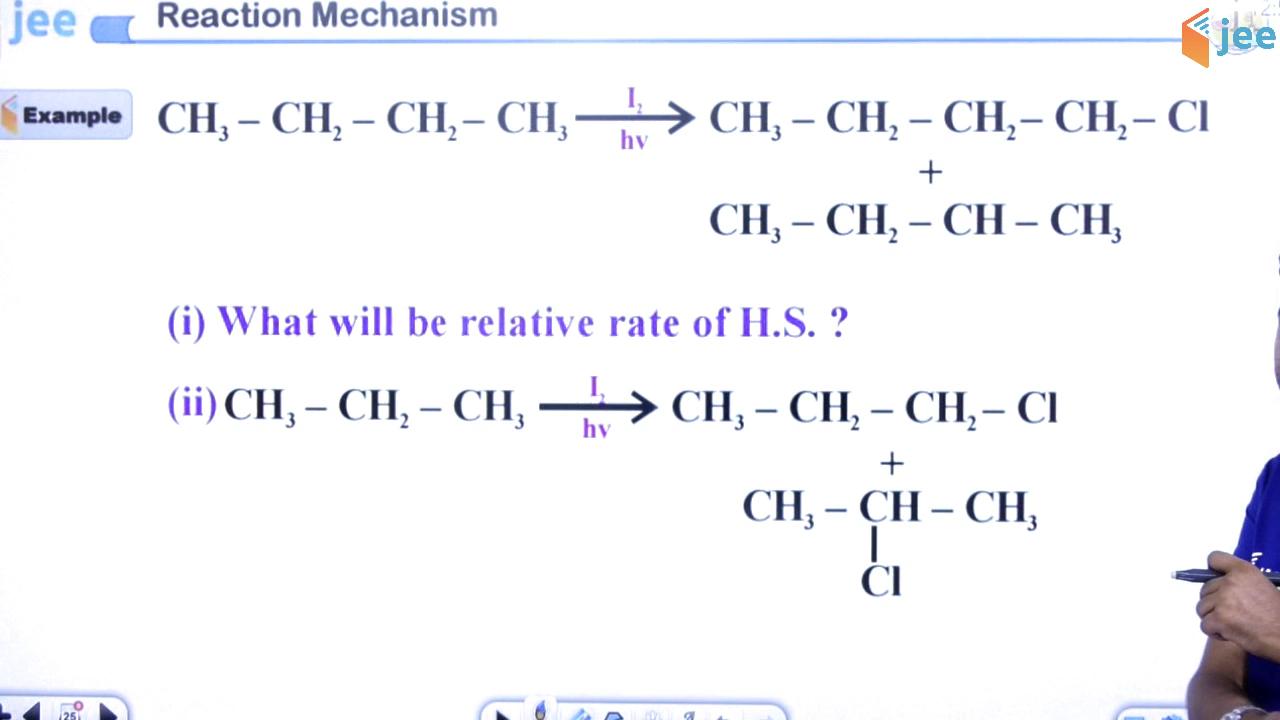 jee Reaction Mechanism jee
Example CH₃ – CH₂ – CH₂ – CH₃ I₂ hv → CH₃ – CH₂ – CH₂ – CH₂ – Cl
+
CH₃ – CH₂ – CH – CH₃
(i) What will be relative rate of H.S. ?
(ii) CH₃ – CH₂ – CH₃ I₂ hv → CH₃ – CH₂ – CH₂ – Cl
+
CH₃ – CH – CH₃
|
Cl
25